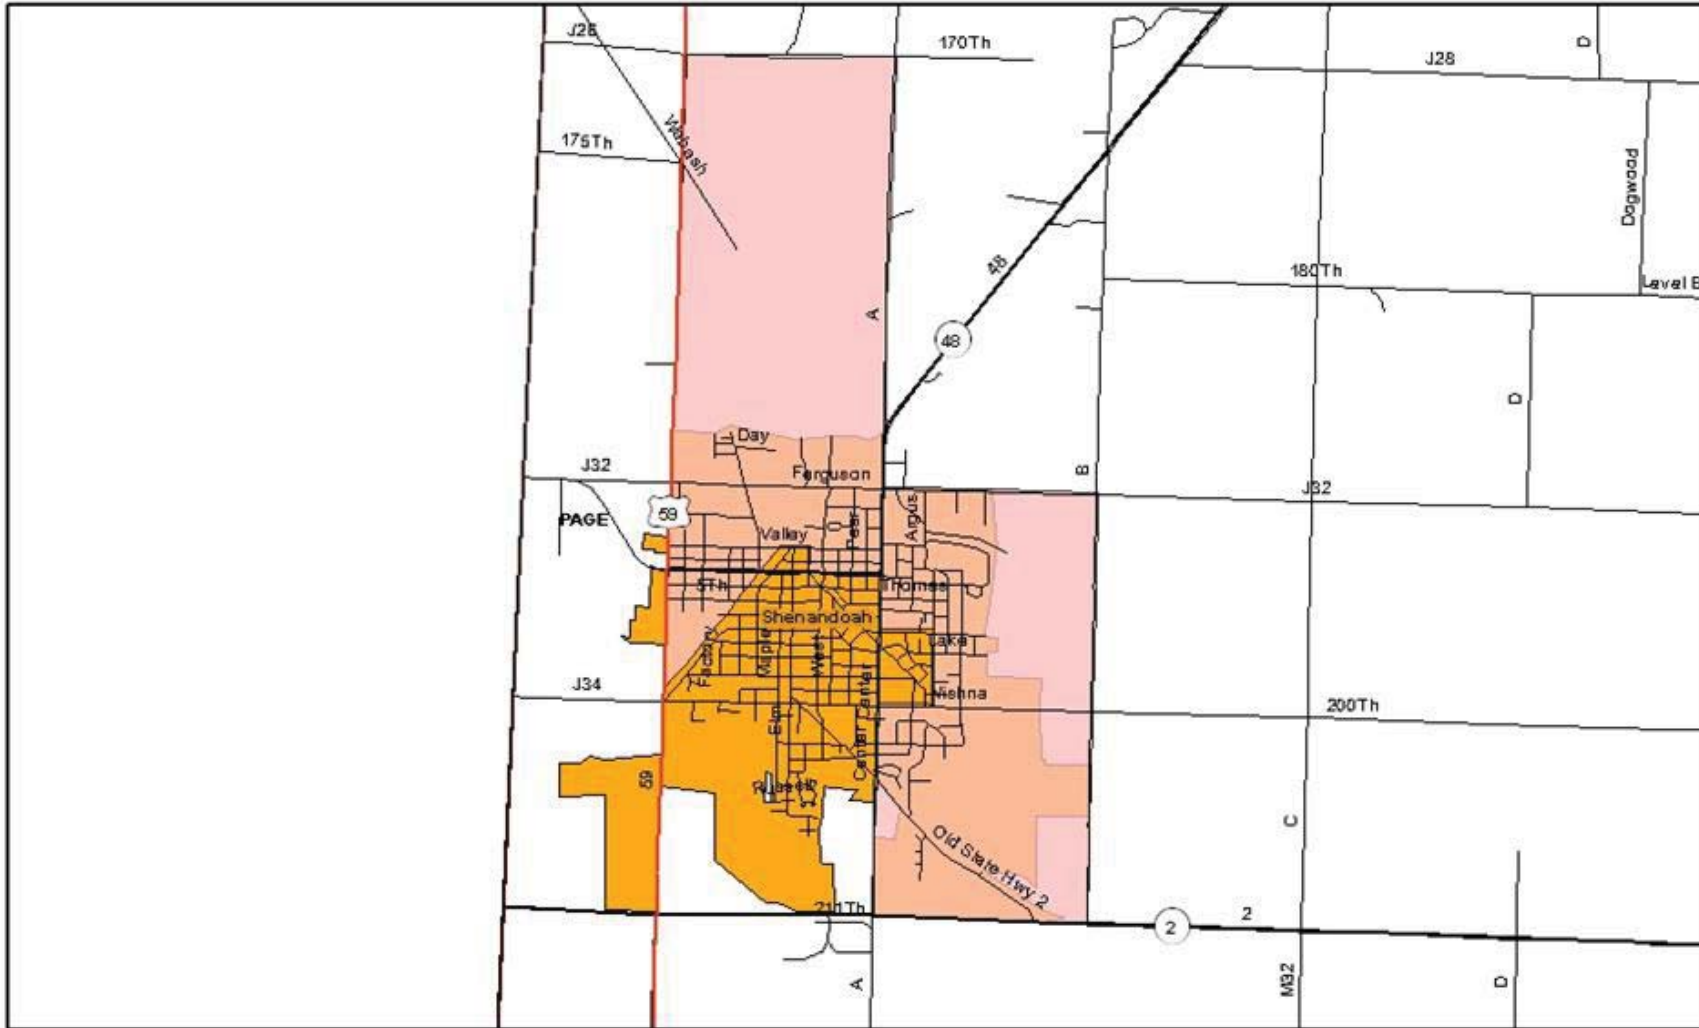 J26
170Th
D
J28
Wabash
175Th
Dogwood
48
180Th
Level B
A
48
D
Day
J32
Ferguson
B
J32
59
PAGE
Pear
Argus
Valley
5Th
Thomas
Shenandoah
Factory
Maple
West
Lake
J34
Center
Nishna
200Th
Elm
Center
59
Russell
C
Old State Hwy 2
211Th
2
2
A
M32
D